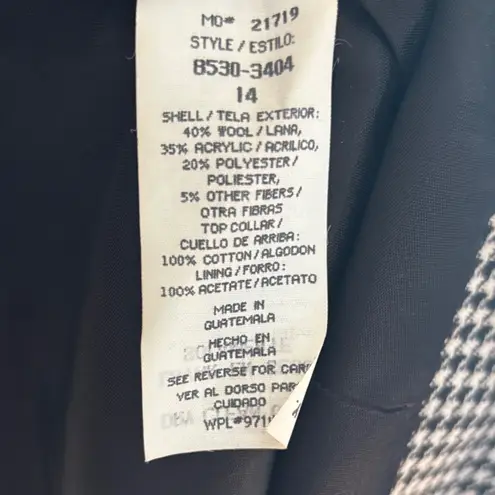 MO# 21719
STYLE / ESTILO:
8530-3404
14
SHELL / TELA EXTERIOR:
40% WOOL / LANA,
35% ACRYLIC / ACRILICO,
20% POLYESTER /
POLIESTER,
5% OTHER FIBERS /
OTRA FIBRAS
TOP COLLAR /
CUELLO DE ARRIBA:
100% COTTON / ALGODON
LINING / FORRO:
100% ACETATE / ACETATO
MADE IN
GUATEMALA
HECHO EN
GUATEMALA
SEE REVERSE FOR
VER AL DORSO
CUIDADO